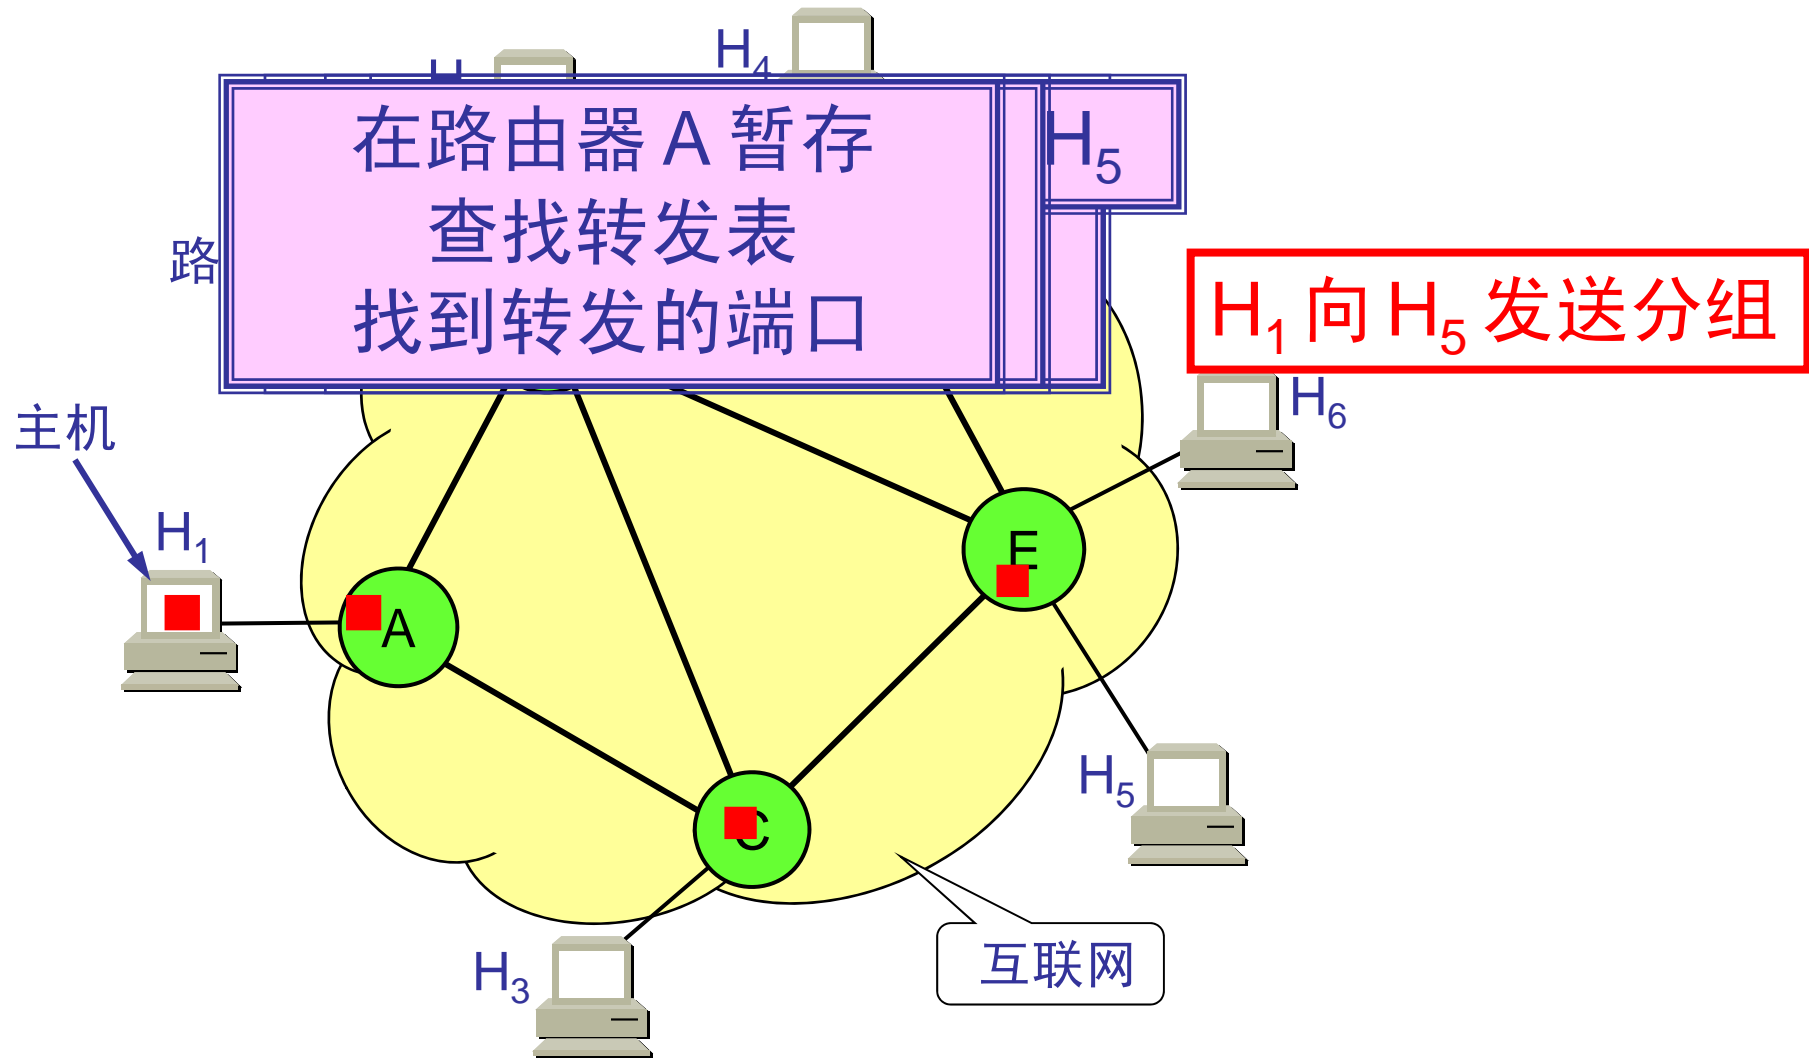 H4
H
H5
在路由器 A 暂存
查找转发表
找到转发的端口
路
H1 向 H5 发送分组
H6
主机
H1
E
A
H5
C
互联网
H3